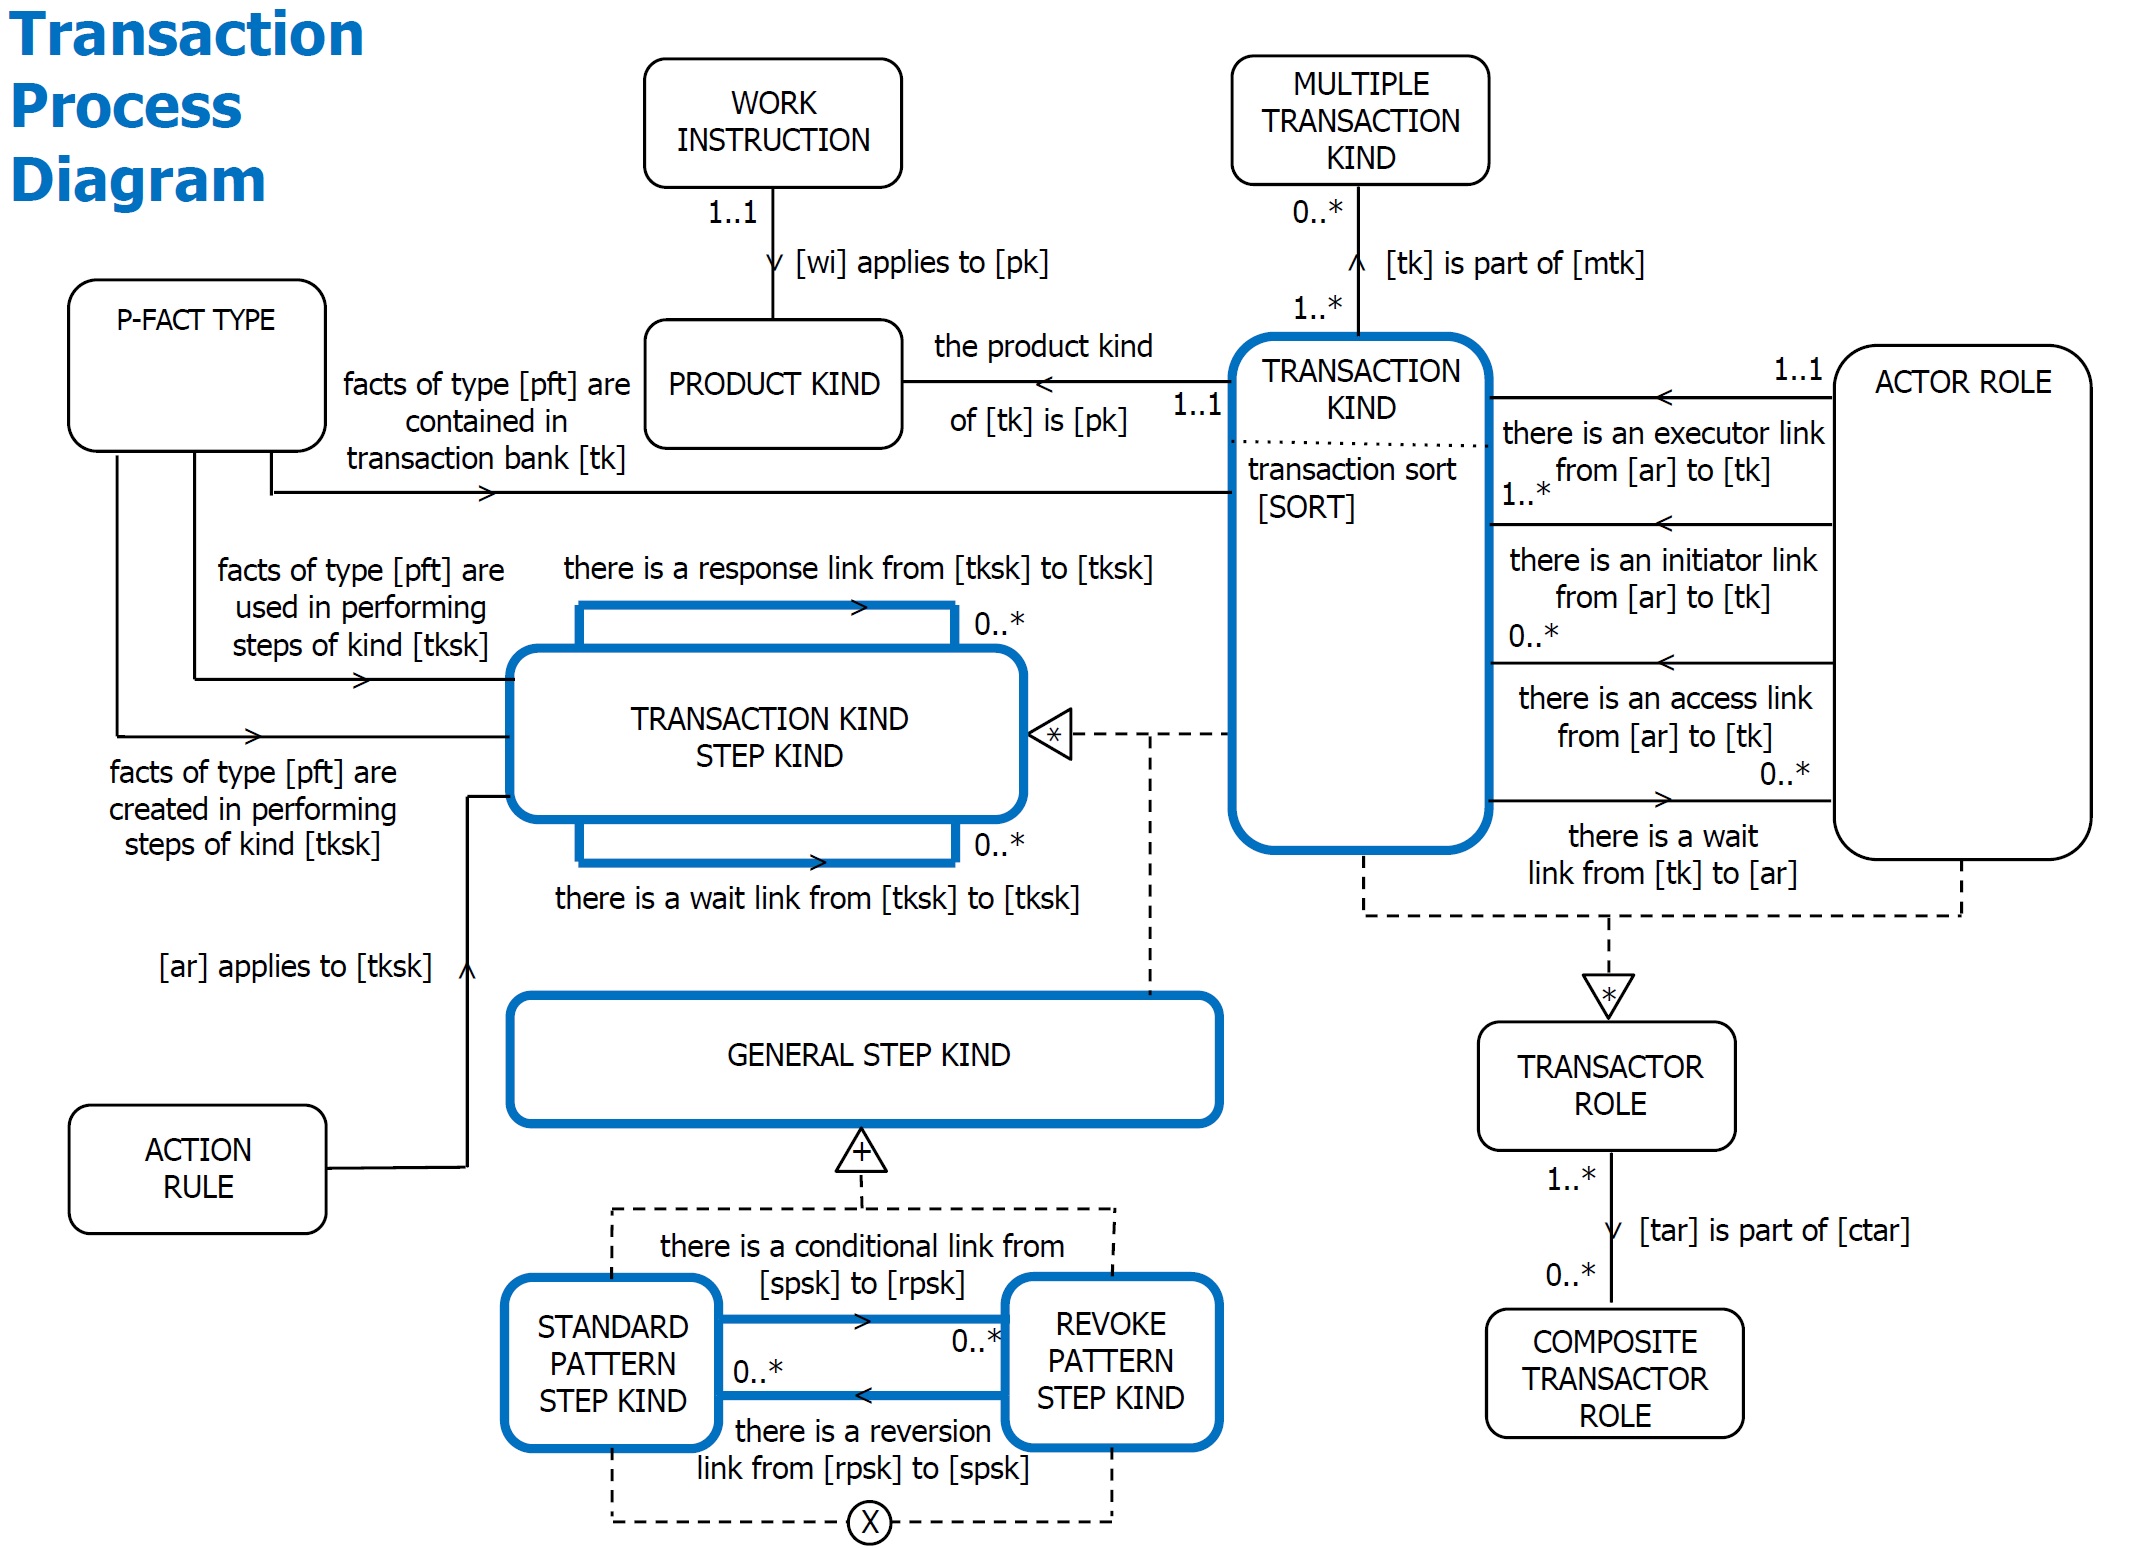 Transaction
Process
Diagram
WORK
INSTRUCTION
MULTIPLE
TRANSACTION
KIND
1..1
0..*
[wi] applies to [pk]
[tk] is part of [mtk]
1..*
P-FACT TYPE
facts of type [pft] are
contained in
transaction bank [tk]
PRODUCT KIND
the product kind
of [tk] is [pk]
1..1
TRANSACTION
KIND
transaction sort
[SORT]
1..1
ACTOR ROLE
there is an executor link
from [ar] to [tk]
1..*
there is an initiator link
from [ar] to [tk]
0..*
there is an access link
from [ar] to [tk]
0..*
there is a wait
link from [tk] to [ar]
facts of type [pft] are
used in performing
steps of kind [tksk]
there is a response link from [tksk] to [tksk]
0..*
TRANSACTION KIND
STEP KIND
*
facts of type [pft] are
created in performing
steps of kind [tksk]
0..*
there is a wait link from [tksk] to [tksk]
[ar] applies to [tksk]
*
GENERAL STEP KIND
TRANSACTOR
ROLE
ACTION
RULE
+
1..*
[tar] is part of [ctar]
0..*
there is a conditional link from
[spsk] to [rpsk]
STANDARD
PATTERN
STEP KIND
0..*
0..*
REVOKE
PATTERN
STEP KIND
there is a reversion
link from [rpsk] to [spsk]
COMPOSITE
TRANSACTOR
ROLE
X